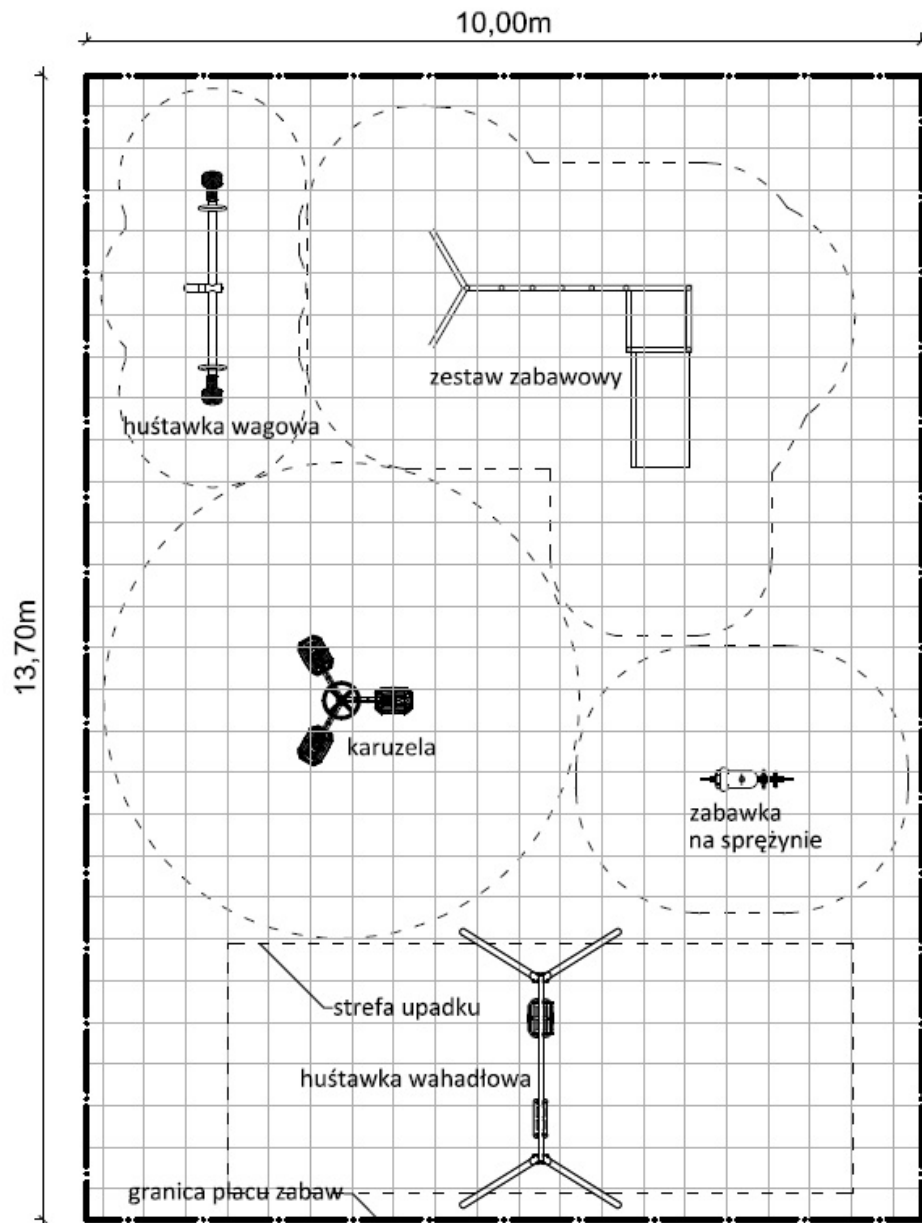 10,00m
13,70m
zestaw zabawowy
huśtawka wagowa
karuzela
zabawka
na sprężynie
strefa upadku
huśtawka wahadłowa
granica placu zabaw